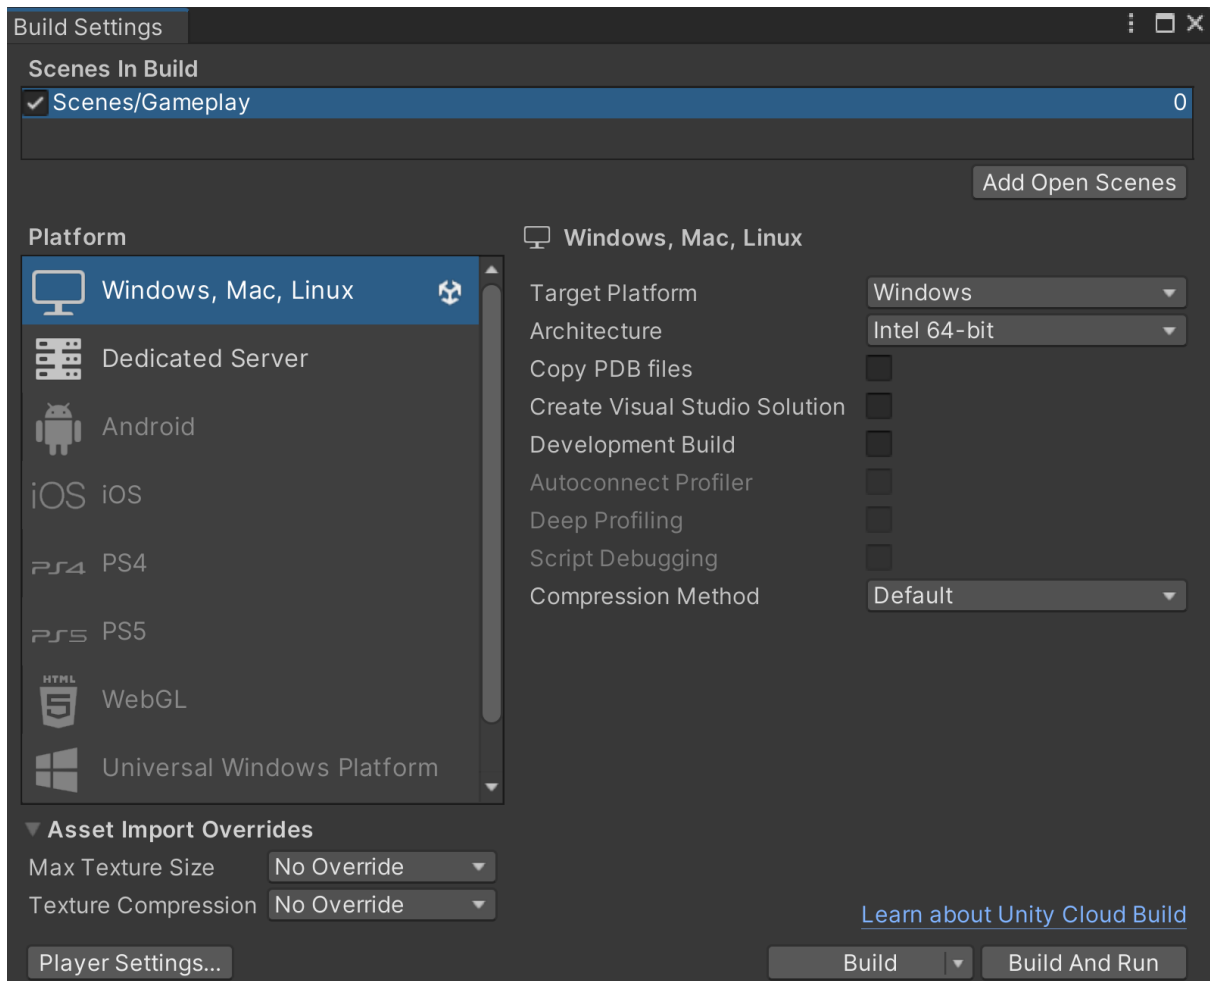 Build Settings
Scenes In Build
Scenes/Gameplay 0
Add Open Scenes
Platform
Windows, Mac, Linux
Dedicated Server
Android
iOS iOS
PS4 PS4
PS5 PS5
HTML
5 WebGL
Universal Windows Platform
Windows, Mac, Linux
Target Platform Windows
Architecture Intel 64-bit
Copy PDB files
Create Visual Studio Solution
Development Build
Autoconnect Profiler
Deep Profiling
Script Debugging
Compression Method Default
Asset Import Overrides
Max Texture Size No Override
Texture Compression No Override
Learn about Unity Cloud Build
Player Settings...
Build
Build And Run